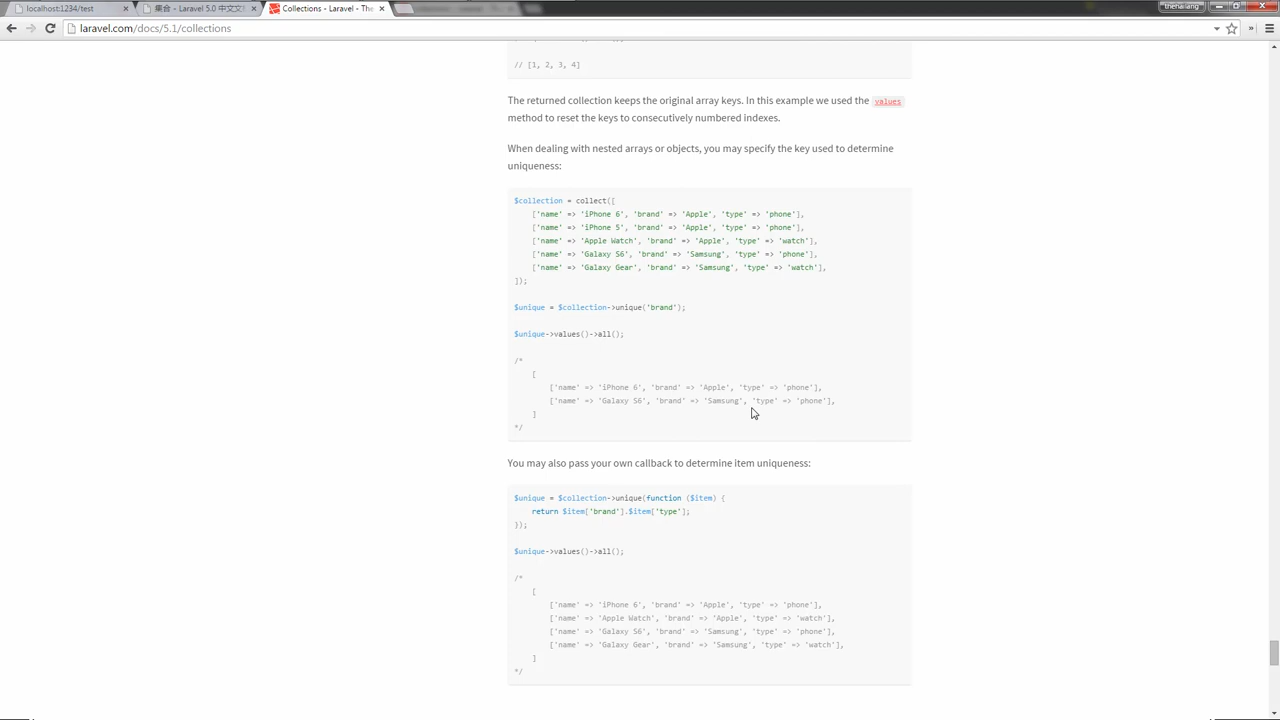 localhost:1234/test
集合 - Laravel 5.0 中文文
Collections - Laravel - The
thenailang
laravel.com/docs/5.1/collections
// [1, 2, 3, 4]
The returned collection keeps the original array keys. In this example we used the values
method to reset the keys to consecutively numbered indexes.
When dealing with nested arrays or objects, you may specify the key used to determine
uniqueness:
$collection = collect([
['name' => 'iPhone 6', 'brand' => 'Apple', 'type' => 'phone'],
['name' => 'iPhone 5', 'brand' => 'Apple', 'type' => 'phone'],
['name' => 'Apple Watch', 'brand' => 'Apple', 'type' => 'watch'],
['name' => 'Galaxy S6', 'brand' => 'Samsung', 'type' => 'phone'],
['name' => 'Galaxy Gear', 'brand' => 'Samsung', 'type' => 'watch'],
]);
$unique = $collection->unique('brand');
$unique->values()->all();
/*
[
['name' => 'iPhone 6', 'brand' => 'Apple', 'type' => 'phone'],
['name' => 'Galaxy S6', 'brand' => 'Samsung', 'type' => 'phone'],
]
*/
You may also pass your own callback to determine item uniqueness:
$unique = $collection->unique(function ($item) {
return $item['brand'].$item['type'];
});
$unique->values()->all();
/*
[
['name' => 'iPhone 6', 'brand' => 'Apple', 'type' => 'phone'],
['name' => 'Apple Watch', 'brand' => 'Apple', 'type' => 'watch'],
['name' => 'Galaxy S6', 'brand' => 'Samsung', 'type' => 'phone'],
['name' => 'Galaxy Gear', 'brand' => 'Samsung', 'type' => 'watch'],
]
*/